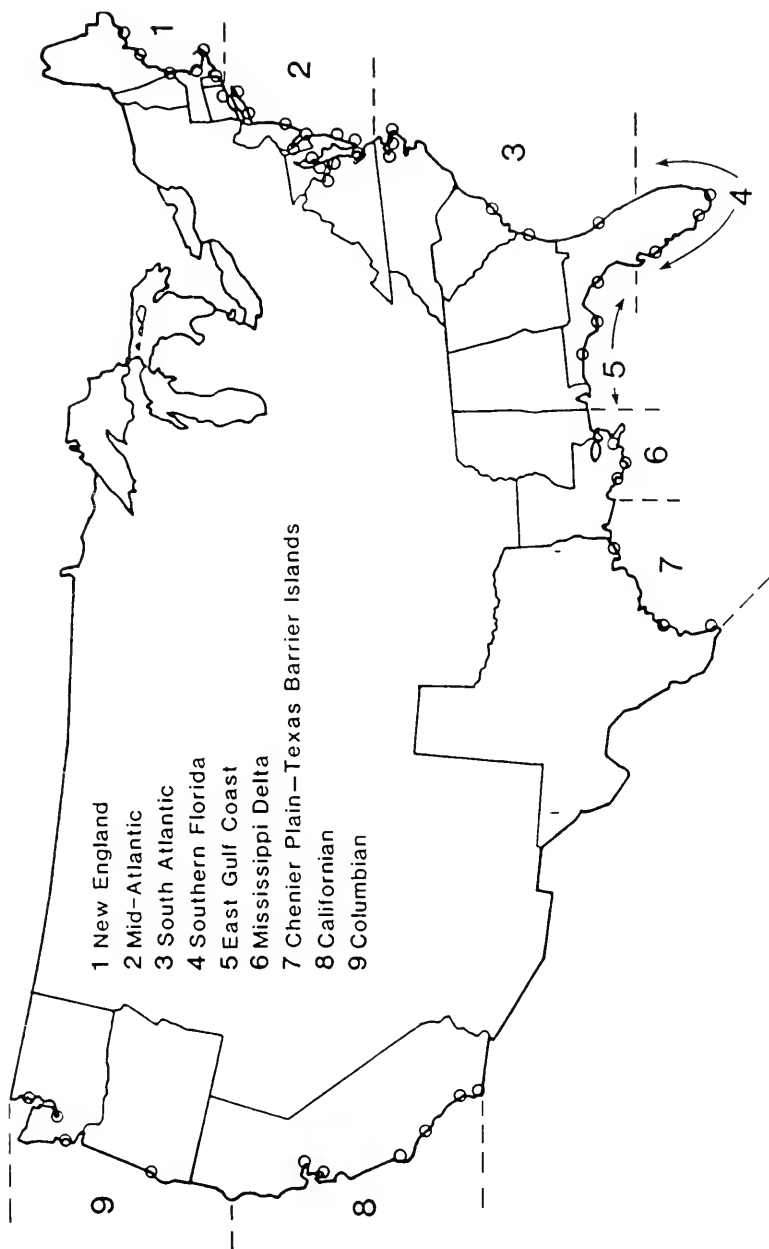 1 New England
2 Mid-Atlantic
3 South Atlantic
4 Southern Florida
5 East Gulf Coast
6 Mississippi Delta
7 Chenier Plain–Texas Barrier Islands
8 Californian
9 Columbian
1
2
3
4
5
6
7
8
9